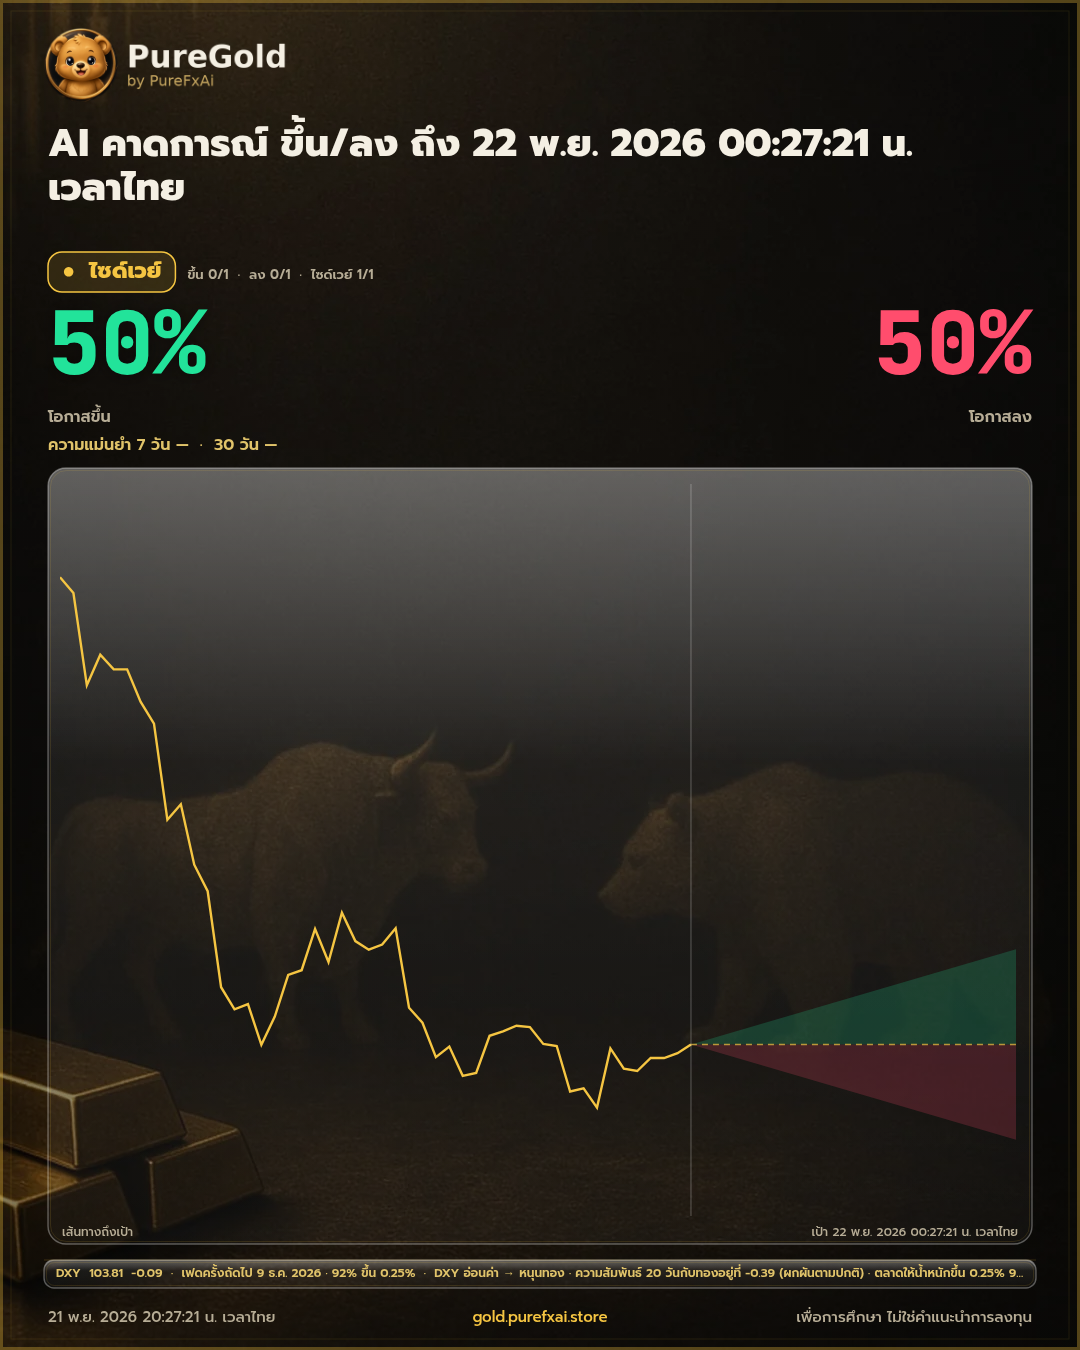 PureGold
by PureFxAi
AI คาดการณ์ ขึ้น/ลง ถึง 22 พ.ย. 2026 00:27:21 น.
เวลาไทย
ไซด์เวย์ ขึ้น 0/1 · ลง 0/1 · ไซด์เวย์ 1/1
50% 50%
โอกาสขึ้น โอกาสลง
ความแม่นยำ 7 วัน — · 30 วัน —
เส้นทางถึงเป้า เป้า 22 พ.ย. 2026 00:27:21 น. เวลาไทย
DXY 103.81 -0.09 · เฟดครั้งถัดไป 9 ธ.ค. 2026 · 92% ขึ้น 0.25% · DXY อ่อนค่า → หนุนทอง · ความสัมพันธ์ 20 วันกับทองอยู่ที่ -0.39 (ผกผันตามปกติ) · ตลาดให้น้ำหนักขึ้น 0.25% 9…
21 พ.ย. 2026 20:27:21 น. เวลาไทย gold.purefxai.store เพื่อการศึกษา ไม่ใช่คำแนะนำการลงทุน